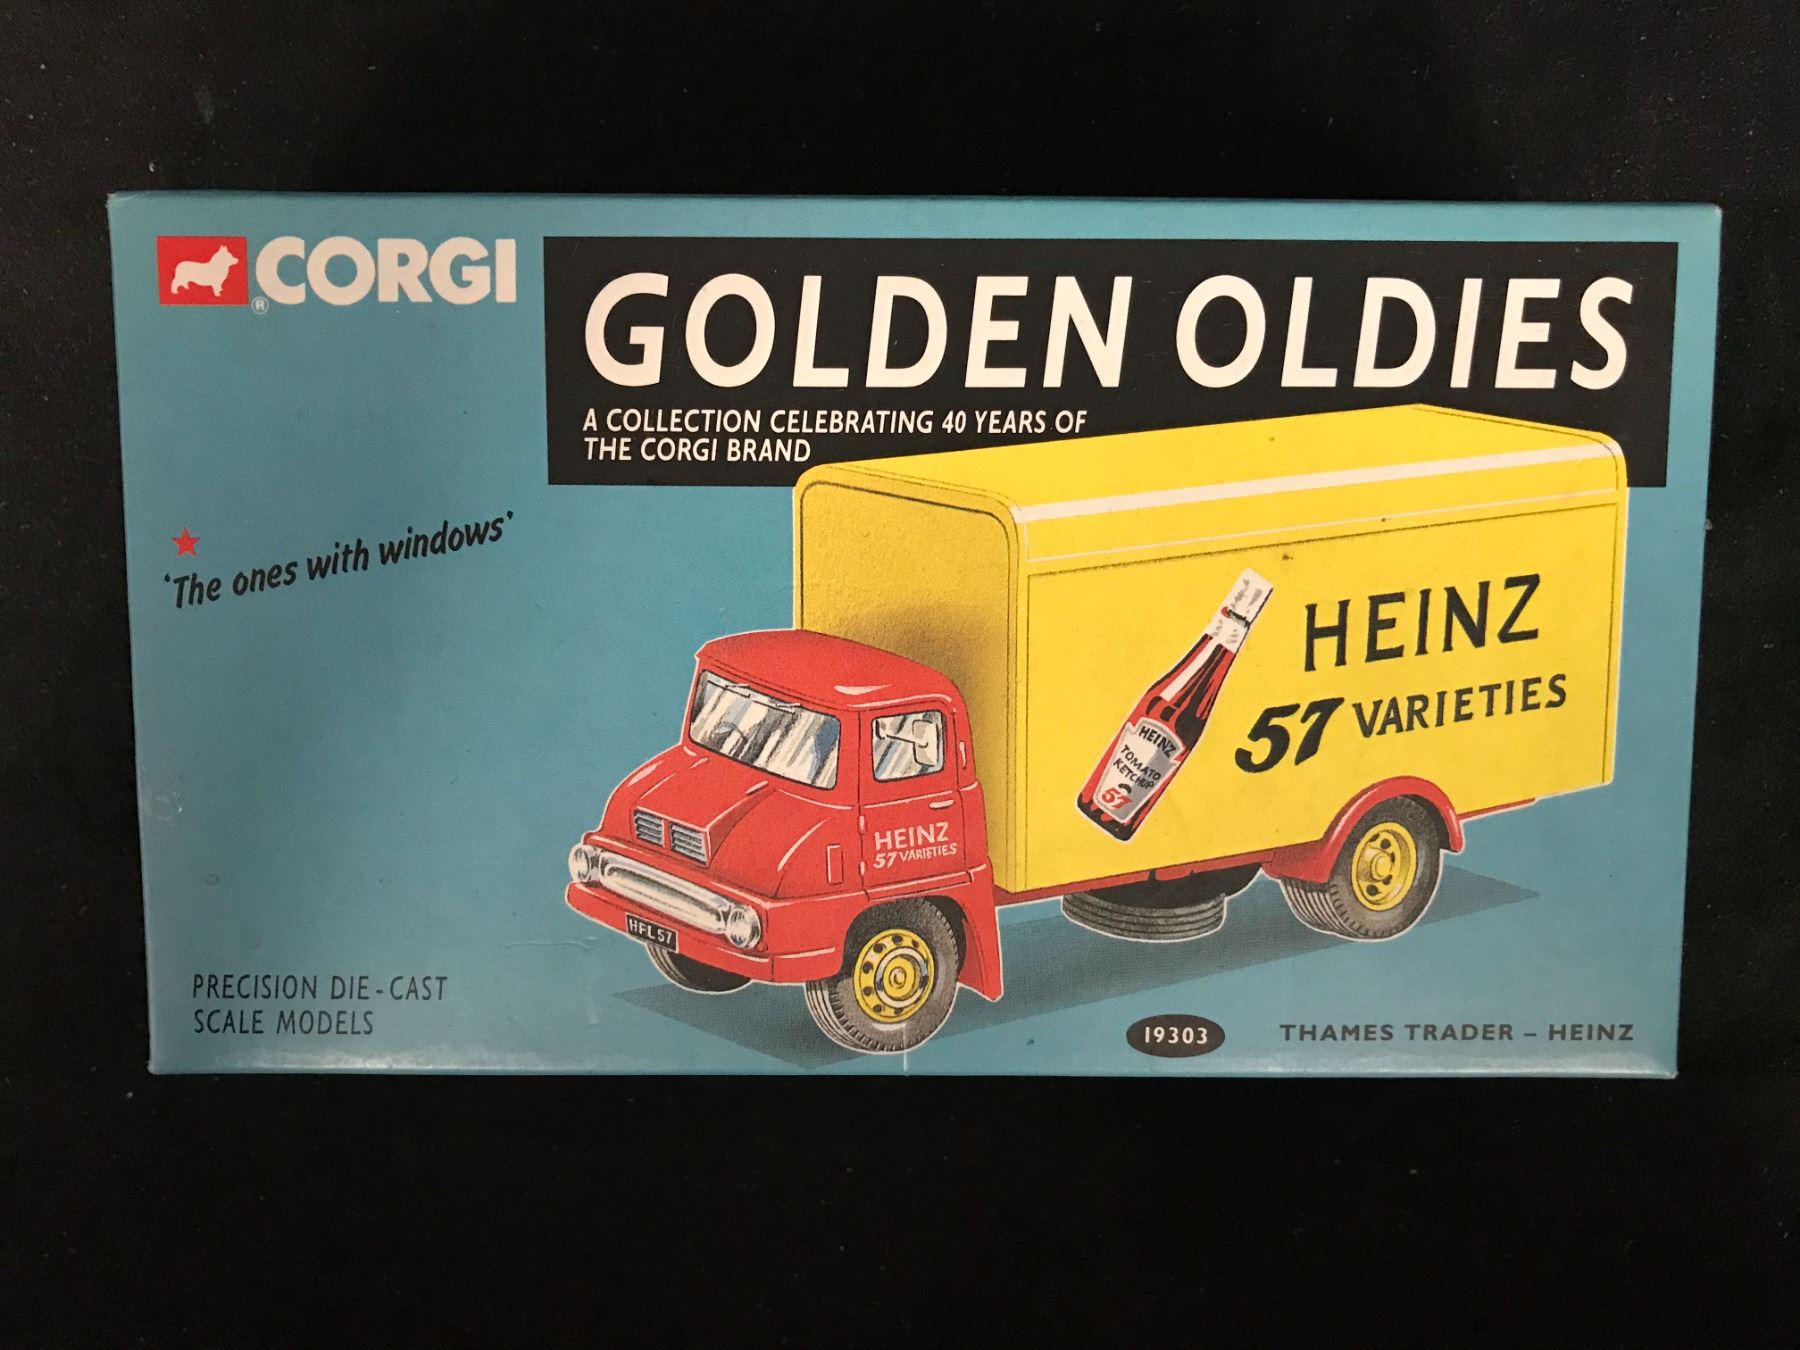 CORGI
®
GOLDEN OLDIES
A COLLECTION CELEBRATING 40 YEARS OF
THE CORGI BRAND
'The ones with windows'
HEINZ
57 VARIETIES
HEINZ
TOMATO
KETCHUP
57
HEINZ
57 VARIETIES
HFL 57
PRECISION DIE-CAST
SCALE MODELS
19303
THAMES TRADER – HEINZ